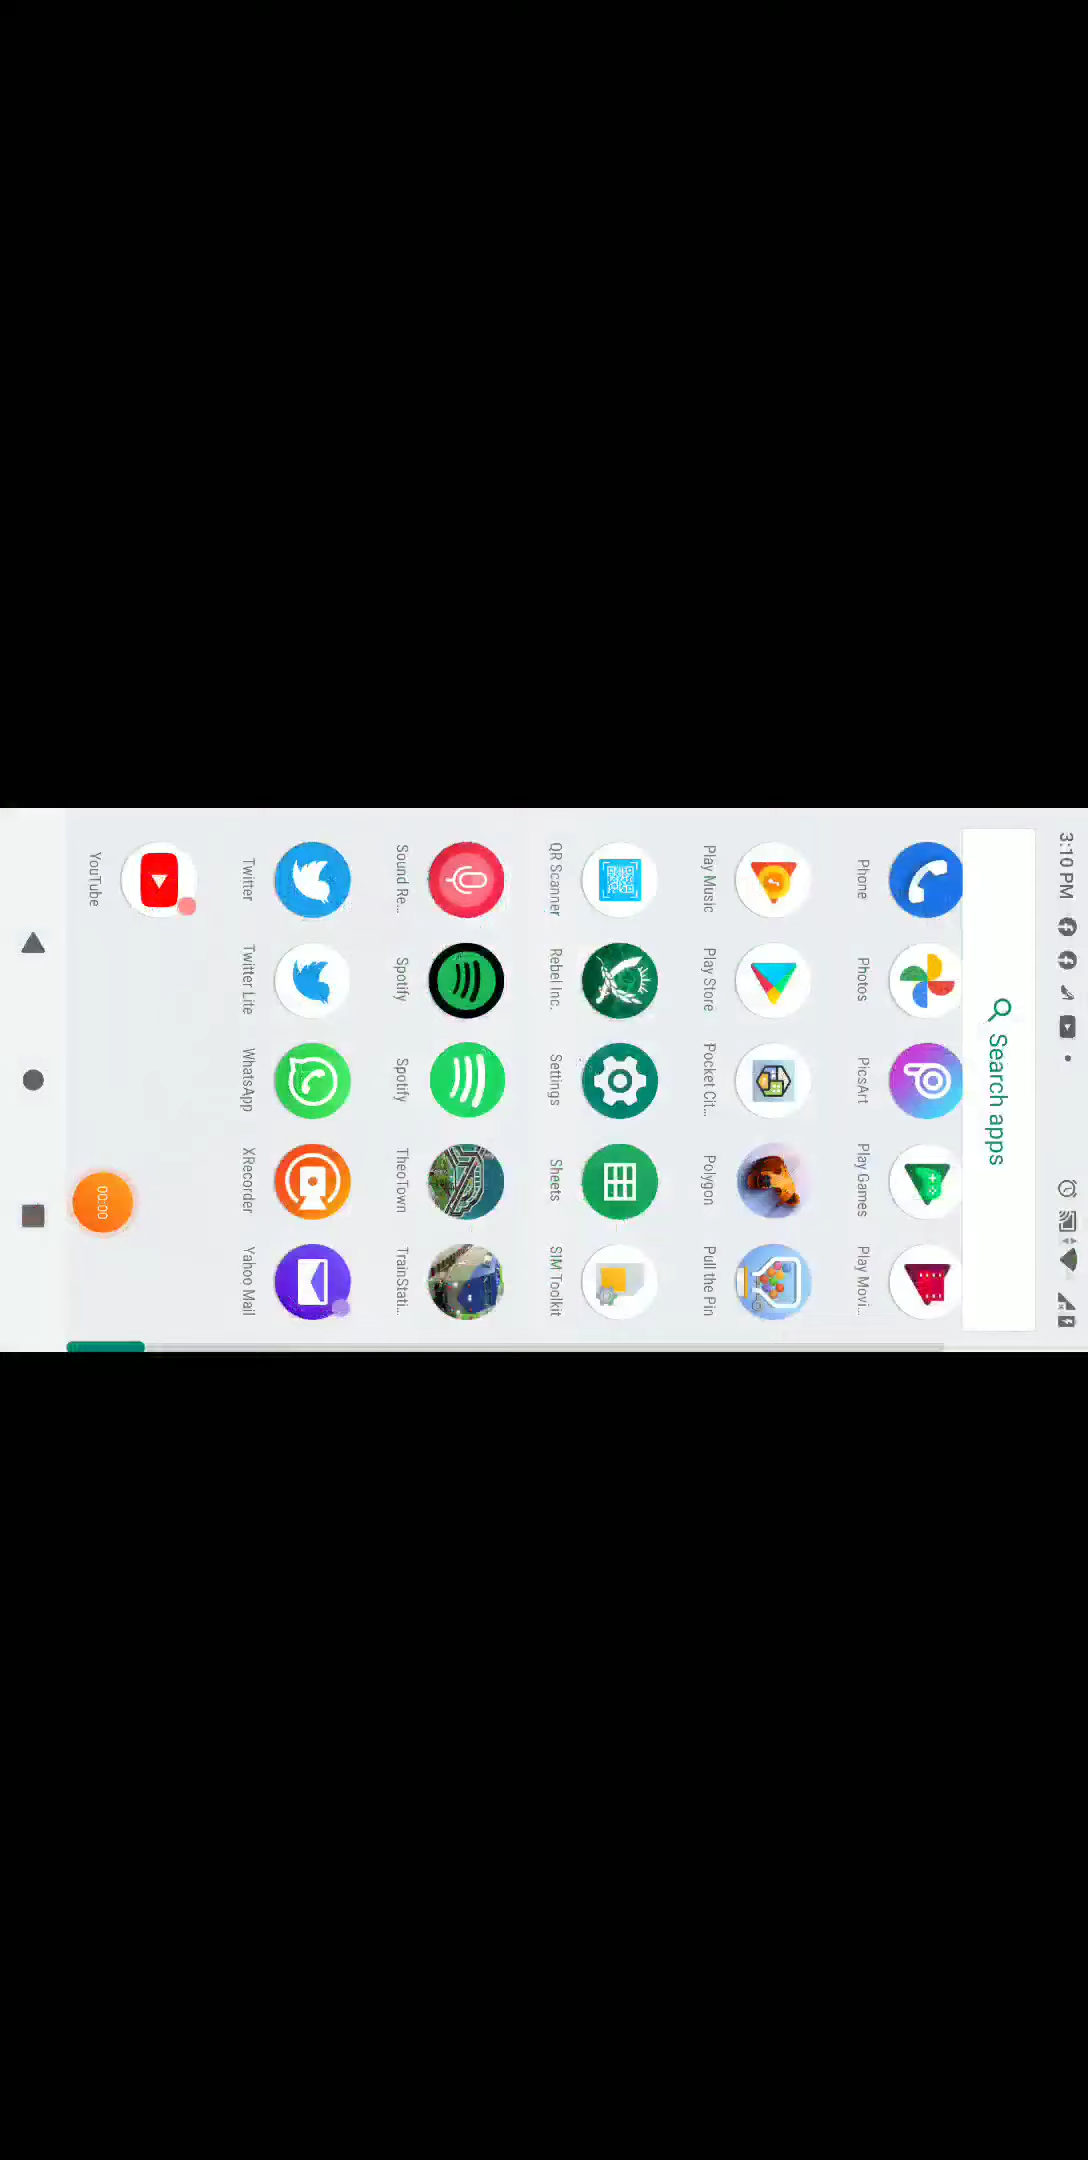 3:10 PM
Search apps
Phone Photos PicsArt Play Games Play Movi...
Play Music Play Store Pocket Cit... Polygon Pull the Pin
QR Scanner Rebel Inc. Settings Sheets SIM Toolkit
Sound Re... Spotify Spotify TheoTown TrainStati...
Twitter Twitter Lite WhatsApp XRecorder Yahoo Mail
YouTube
00:00